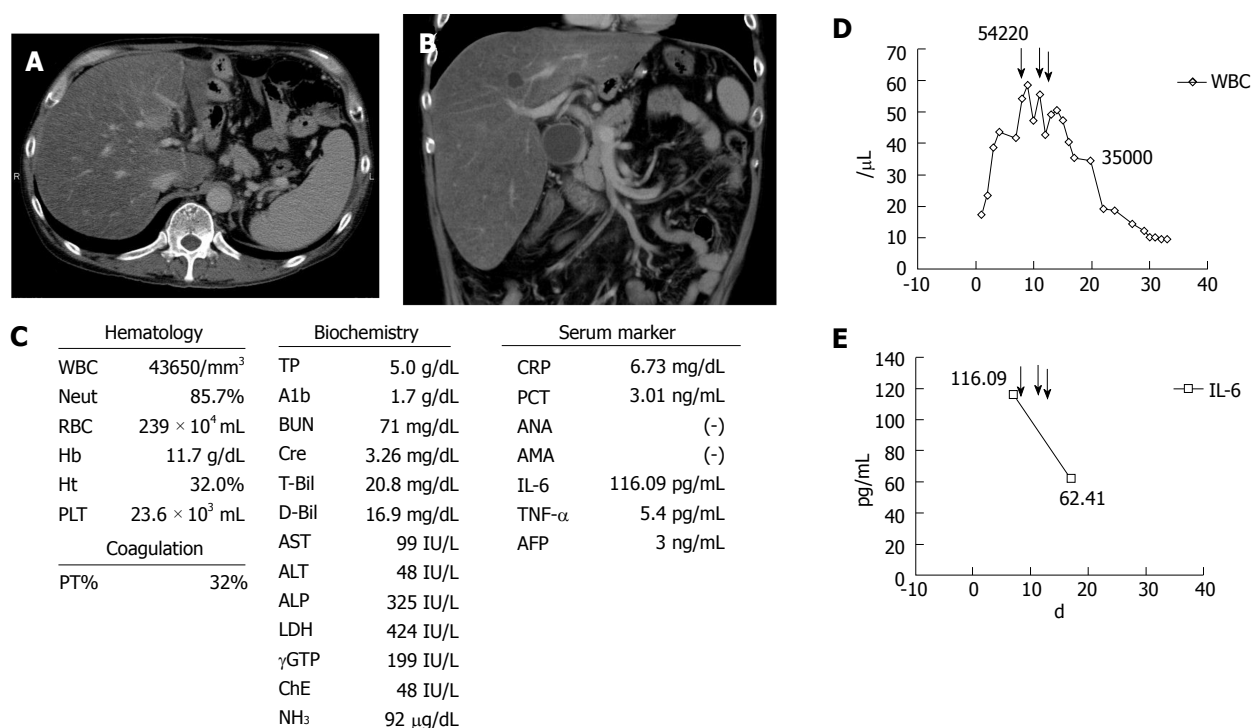 A
R
L
B
C
Hematology
WBC 43650/mm³
Neut 85.7%
RBC 239 × 10⁴ mL
Hb 11.7 g/dL
Ht 32.0%
PLT 23.6 × 10³ mL
Coagulation
PT% 32%
Biochemistry
TP 5.0 g/dL
A1b 1.7 g/dL
BUN 71 mg/dL
Cre 3.26 mg/dL
T-Bil 20.8 mg/dL
D-Bil 16.9 mg/dL
AST 99 IU/L
ALT 48 IU/L
ALP 325 IU/L
LDH 424 IU/L
γGTP 199 IU/L
ChE 48 IU/L
NH₃ 92 μg/dL
Serum marker
CRP 6.73 mg/dL
PCT 3.01 ng/mL
ANA (-)
AMA (-)
IL-6 116.09 pg/mL
TNF-α 5.4 pg/mL
AFP 3 ng/mL
D
54220
70
60
50
40
30
20
10
0
/μL
WBC
35000
-10 0 10 20 30 40
E
140
120
100
80
60
40
20
0
pg/mL
116.09
IL-6
62.41
-10 0 10 20 30 40
d